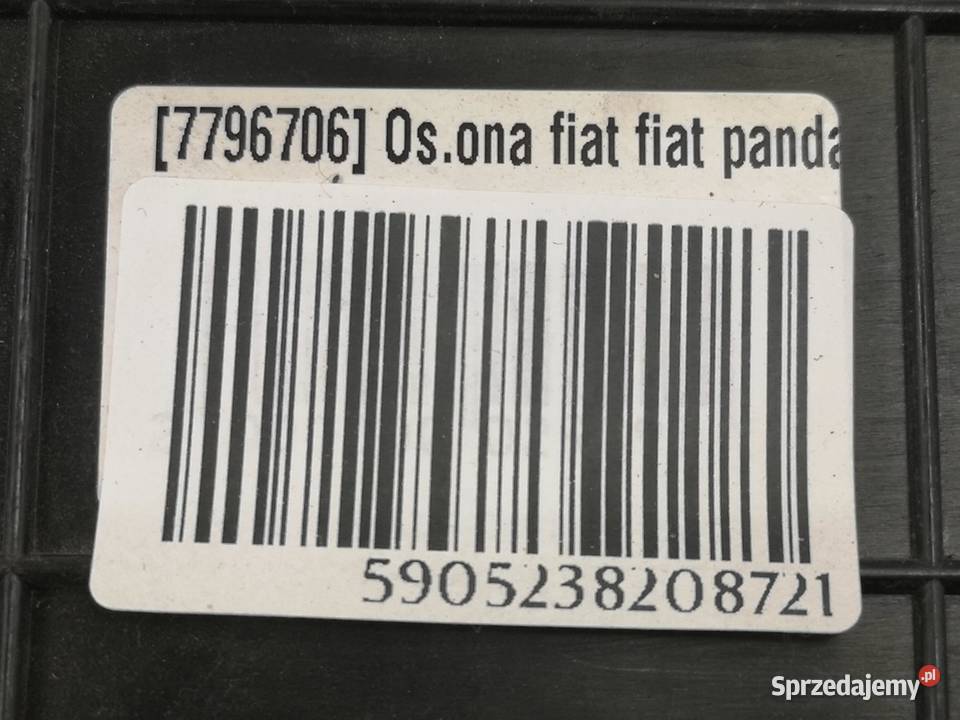 [7796706] Os.ona fiat fiat panda
5905238208721
Sprzedajemy.pl